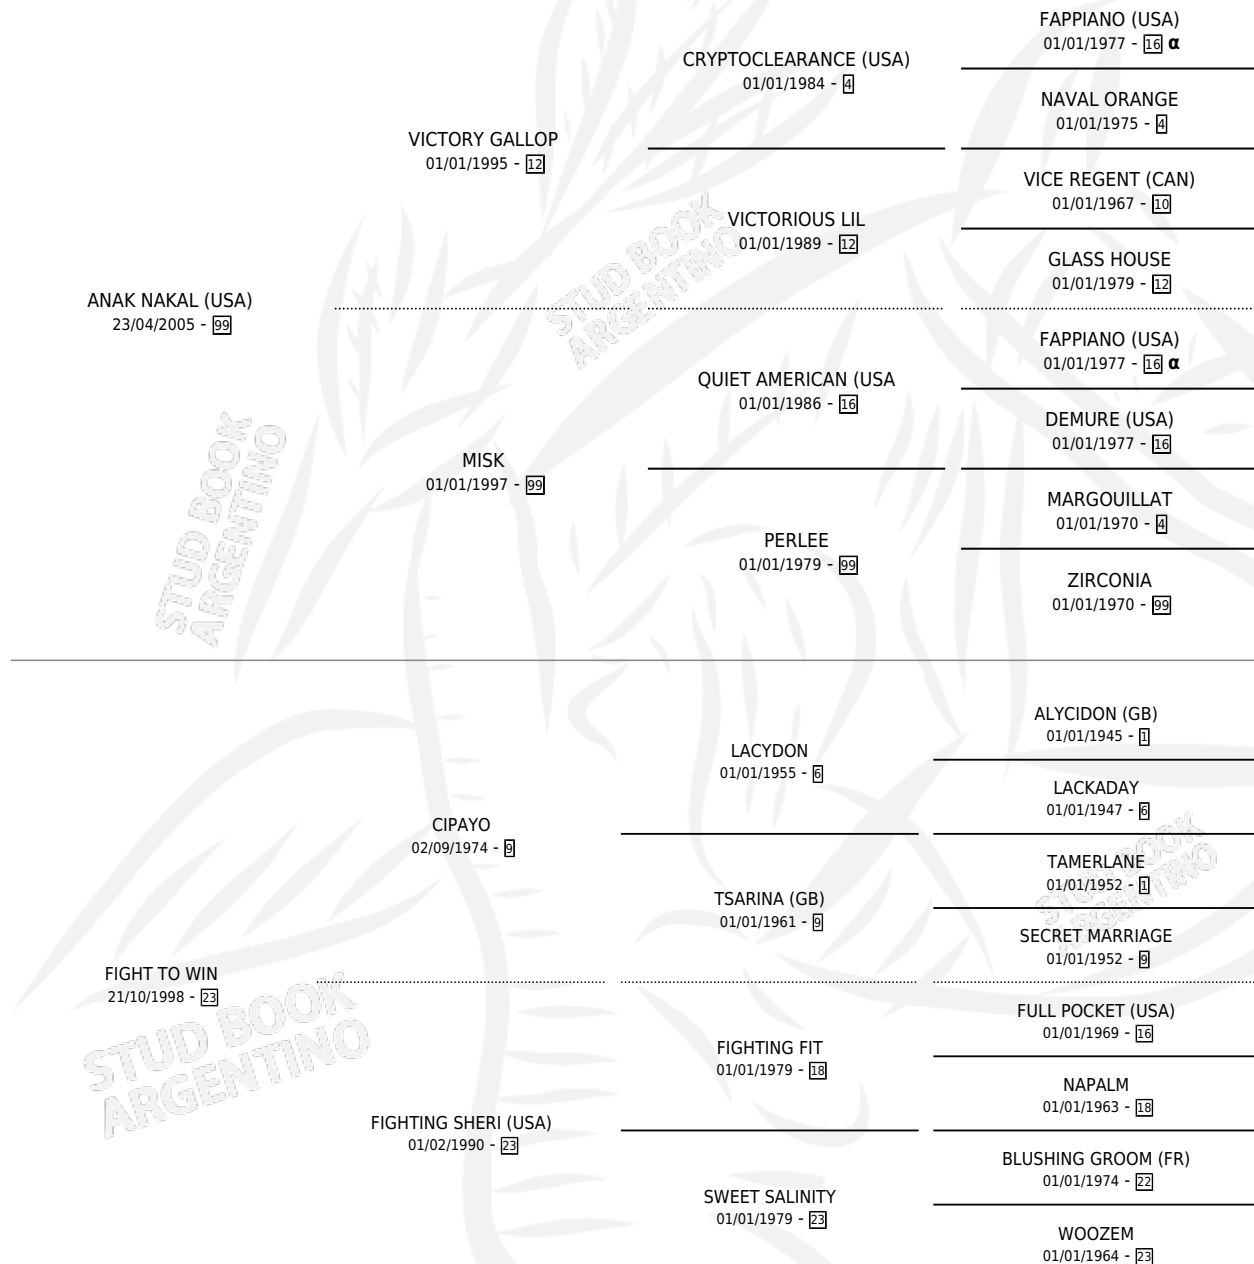 FAPPIANO (USA)
01/01/1977 - 16 α
CRYPTOCLEARANCE (USA)
01/01/1984 - 4
NAVAL ORANGE
01/01/1975 - 4
VICTORY GALLOP
01/01/1995 - 12
VICE REGENT (CAN)
01/01/1967 - 10
VICTORIOUS LIL
01/01/1989 - 12
GLASS HOUSE
01/01/1979 - 12
ANAK NAKAL (USA)
23/04/2005 - 99
FAPPIANO (USA)
01/01/1977 - 16 α
QUIET AMERICAN (USA
01/01/1986 - 16
DEMURE (USA)
01/01/1977 - 16
MISK
01/01/1997 - 99
MARGOUILLAT
01/01/1970 - 4
PERLEE
01/01/1979 - 99
ZIRCONIA
01/01/1970 - 99
ALYCIDON (GB)
01/01/1945 - 1
LACYDON
01/01/1955 - 6
LACKADAY
01/01/1947 - 6
CIPAYO
02/09/1974 - 9
TAMERLANE
01/01/1952 - 1
TSARINA (GB)
01/01/1961 - 9
SECRET MARRIAGE
01/01/1952 - 9
FIGHT TO WIN
21/10/1998 - 23
FULL POCKET (USA)
01/01/1969 - 16
FIGHTING FIT
01/01/1979 - 18
NAPALM
01/01/1963 - 18
FIGHTING SHERI (USA)
01/02/1990 - 23
BLUSHING GROOM (FR)
01/01/1974 - 22
SWEET SALINITY
01/01/1979 - 23
WOOZEM
01/01/1964 - 23
STUD BOOK
ARGENTINO
STUD BOOK
ARGENTINO
STUD BOOK
ARGENTINO
STUD BOOK
ARGENTINO